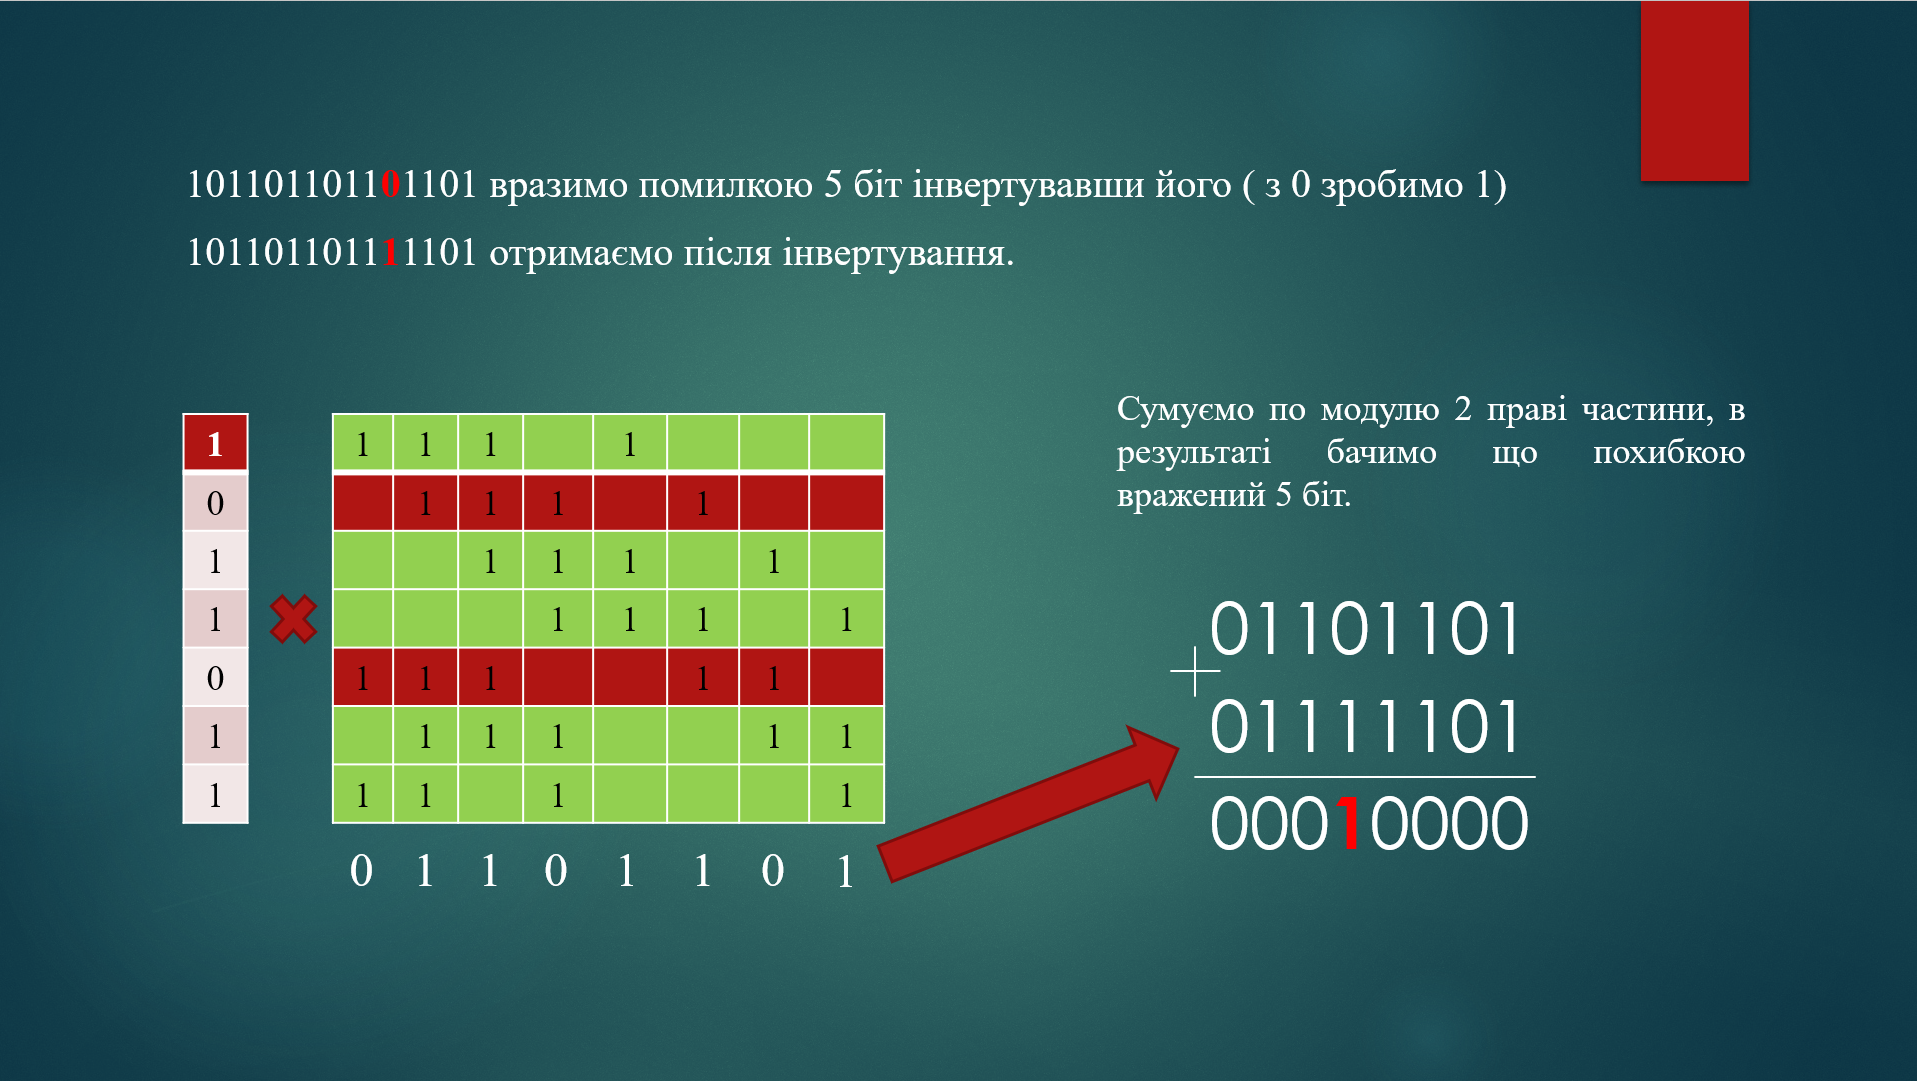 101101101101101 вразимо помилкою 5 біт інвертувавши його ( з 0 зробимо 1)
101101101111101 отримаємо після інвертування.
Сумуємо по модулю 2 праві частини, в
результаті бачимо що похибкою
вражений 5 біт.
1
0
1
1
0
1
1
1 1 1 1
1 1 1 1
1 1 1 1
1 1 1 1
1 1 1 1 1
1 1 1 1 1
1 1 1 1
0 1 1 0 1 1 0 1
01101101
+
01111101
00010000